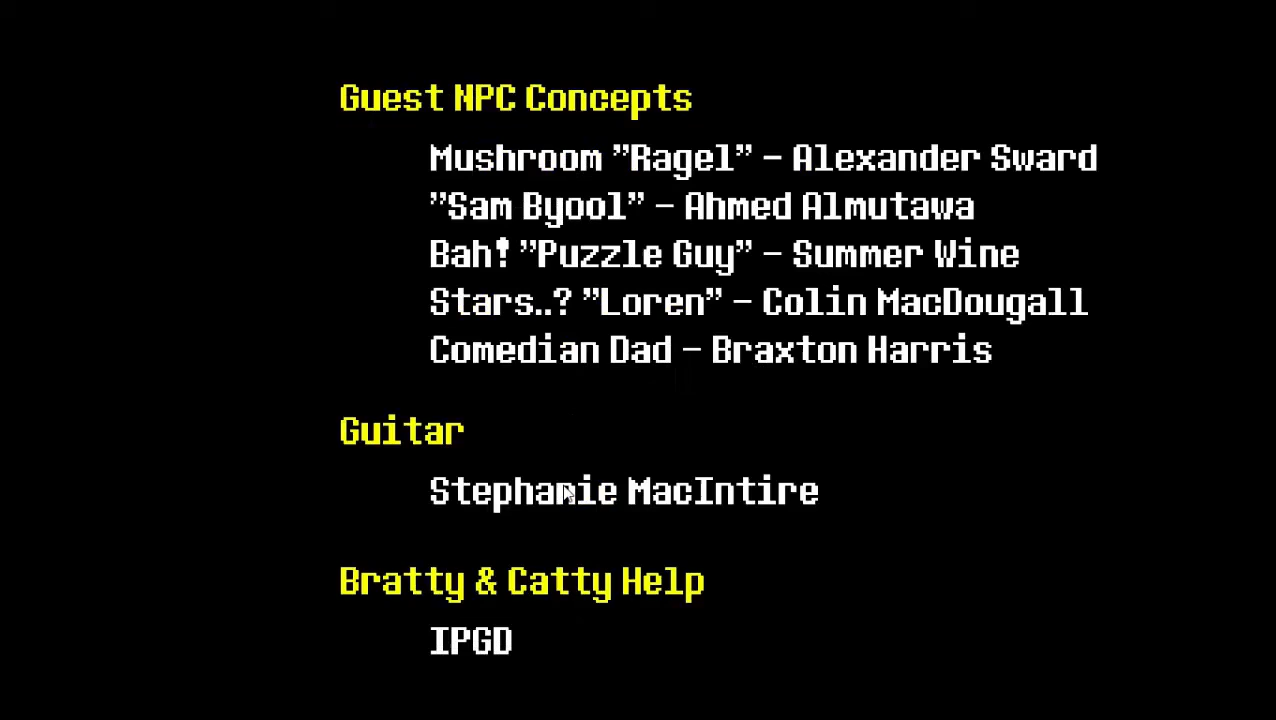 Guest NPC Concepts
Mushroom "Ragel" - Alexander Sward
"Sam Byool" - Ahmed Almutawa
Bah! "Puzzle Guy" - Summer Wine
Stars..? "Loren" - Colin MacDougall
Comedian Dad - Braxton Harris
Guitar
Stephanie MacIntire
Bratty & Catty Help
IPGD